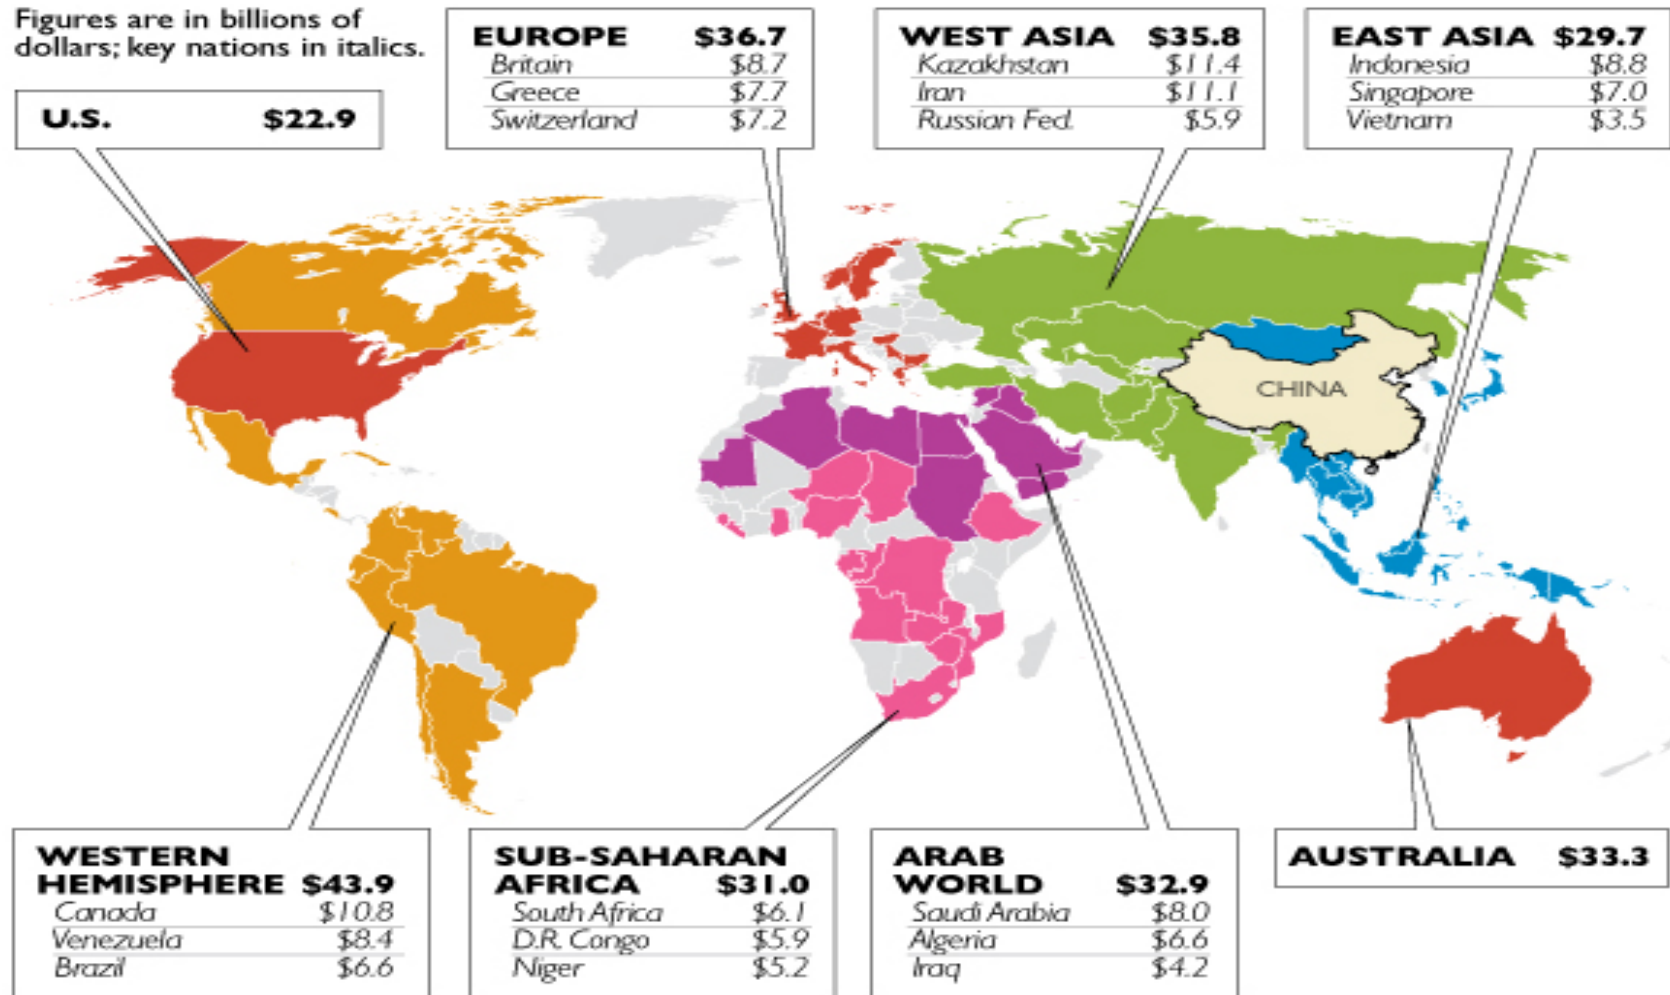 Figures are in billions of
dollars; key nations in italics.
U.S. $22.9
EUROPE $36.7
Britain $8.7
Greece $7.7
Switzerland $7.2
WEST ASIA $35.8
Kazakhstan $11.4
Iran $11.1
Russian Fed. $5.9
EAST ASIA $29.7
Indonesia $8.8
Singapore $7.0
Vietnam $3.5
CHINA
WESTERN
HEMISPHERE $43.9
Canada $10.8
Venezuela $8.4
Brazil $6.6
SUB-SAHARAN
AFRICA $31.0
South Africa $6.1
D.R. Congo $5.9
Niger $5.2
ARAB
WORLD $32.9
Saudi Arabia $8.0
Algeria $6.6
Iraq $4.2
AUSTRALIA $33.3